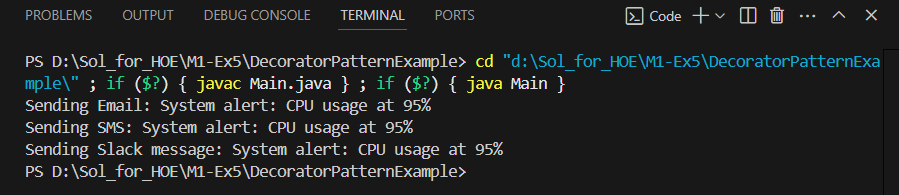 PROBLEMS OUTPUT DEBUG CONSOLE TERMINAL PORTS Code
PS D:\Sol_for_HOE\M1-Ex5\DecoratorPatternExample> cd "d:\Sol_for_HOE\M1-Ex5\DecoratorPatternExa
mple\" ; if ($?) { javac Main.java } ; if ($?) { java Main }
Sending Email: System alert: CPU usage at 95%
Sending SMS: System alert: CPU usage at 95%
Sending Slack message: System alert: CPU usage at 95%
PS D:\Sol_for_HOE\M1-Ex5\DecoratorPatternExample>